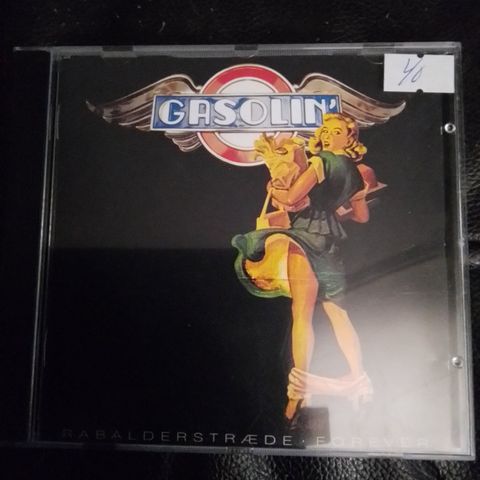 40
GASOLIN'
RABALDERSTRÆDE · FOREVER